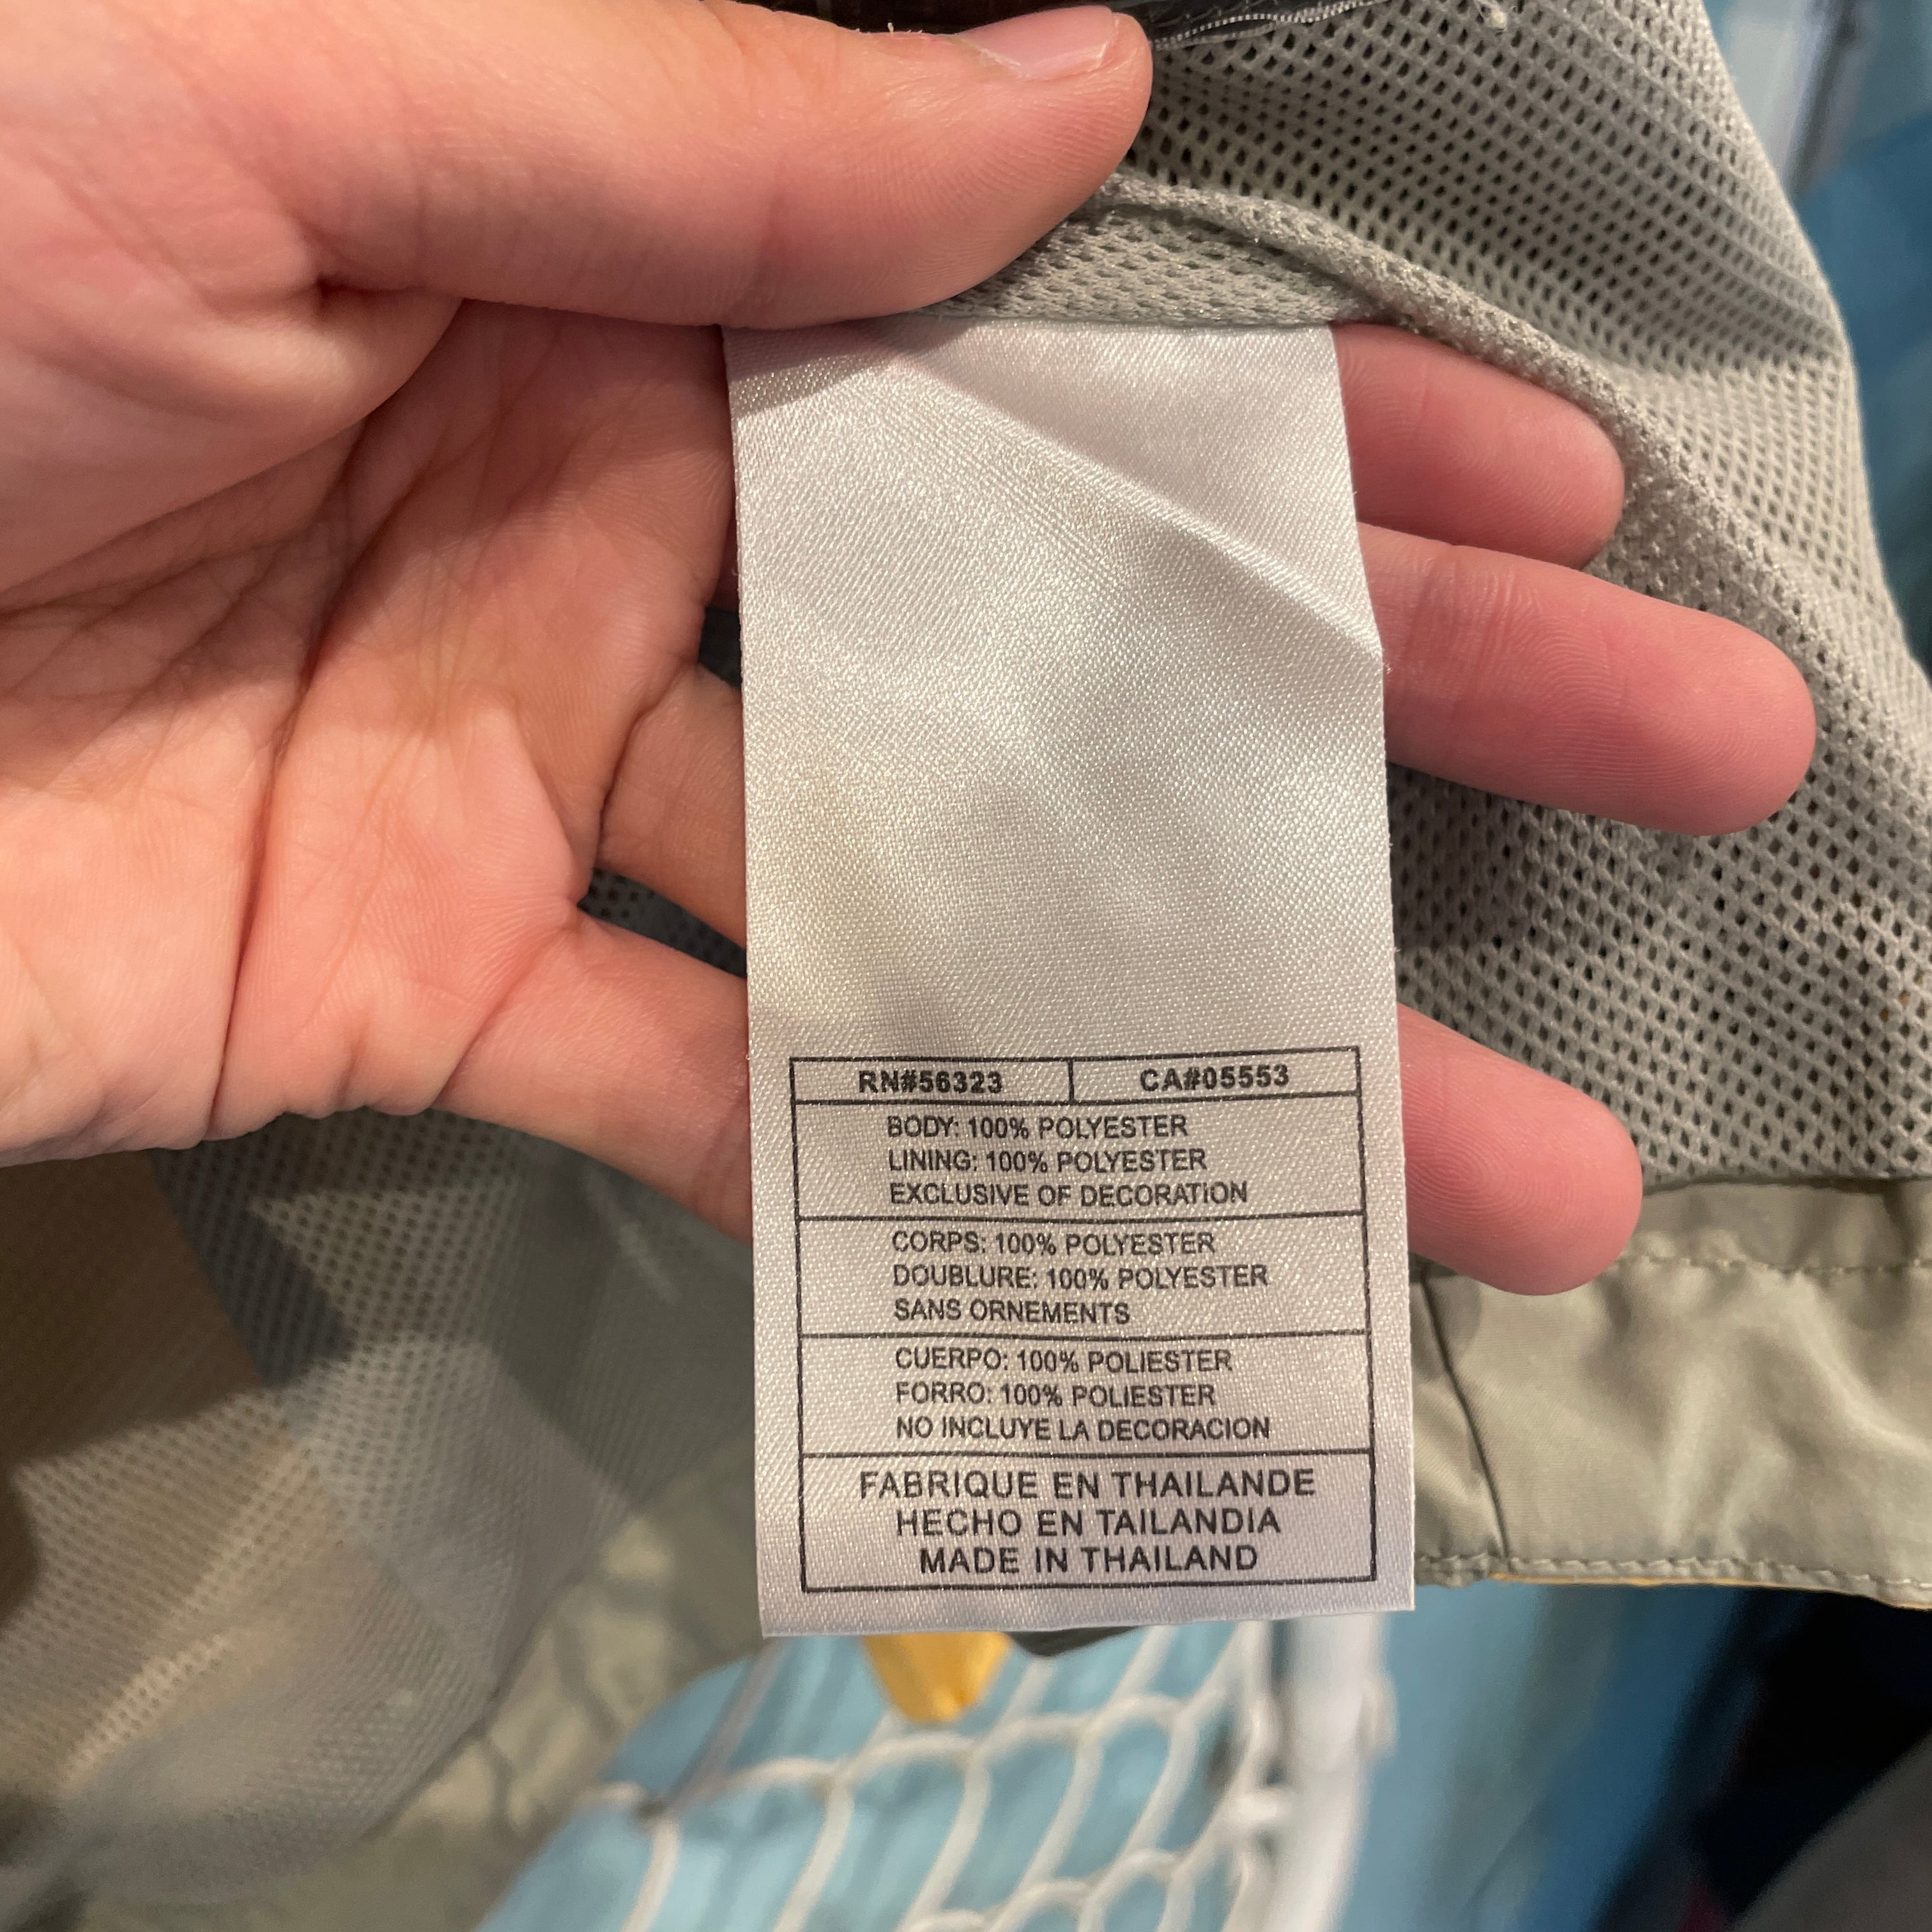 RN#56323 CA#05553
BODY: 100% POLYESTER
LINING: 100% POLYESTER
EXCLUSIVE OF DECORATION
CORPS: 100% POLYESTER
DOUBLURE: 100% POLYESTER
SANS ORNEMENTS
CUERPO: 100% POLIESTER
FORRO: 100% POLIESTER
NO INCLUYE LA DECORACION
FABRIQUE EN THAILANDE
HECHO EN TAILANDIA
MADE IN THAILAND